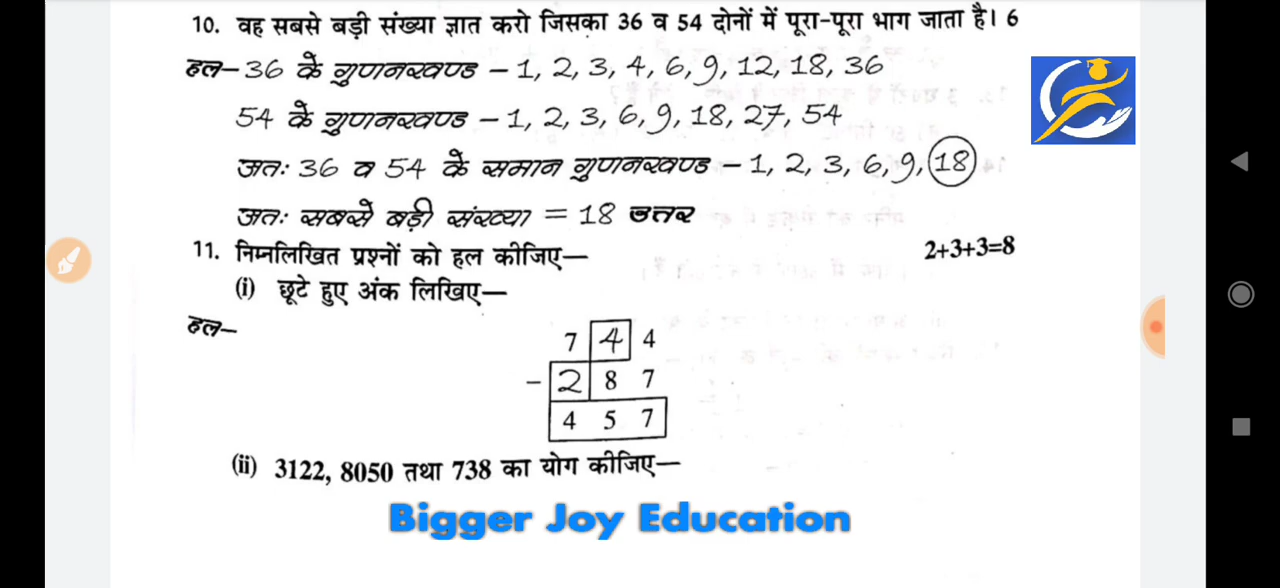 10. वह सबसे बड़ी संख्या ज्ञात करो जिसका 36 व 54 दोनों में पूरा-पूरा भाग जाता है। 6
हल- 36 के गुणनखण्ड - 1, 2, 3, 4, 6, 9, 12, 18, 36
54 के गुणनखण्ड - 1, 2, 3, 6, 9, 18, 27, 54
अतः 36 व 54 के समान गुणनखण्ड - 1, 2, 3, 6, 9, 18
अतः सबसे बड़ी संख्या = 18 उत्तर
11. निम्नलिखित प्रश्नों को हल कीजिए— 2+3+3=8
(i) छूटे हुए अंक लिखिए—
हल-
7 4 4
- 2 8 7
4 5 7
(ii) 3122, 8050 तथा 738 का योग कीजिए—
Bigger Joy Education